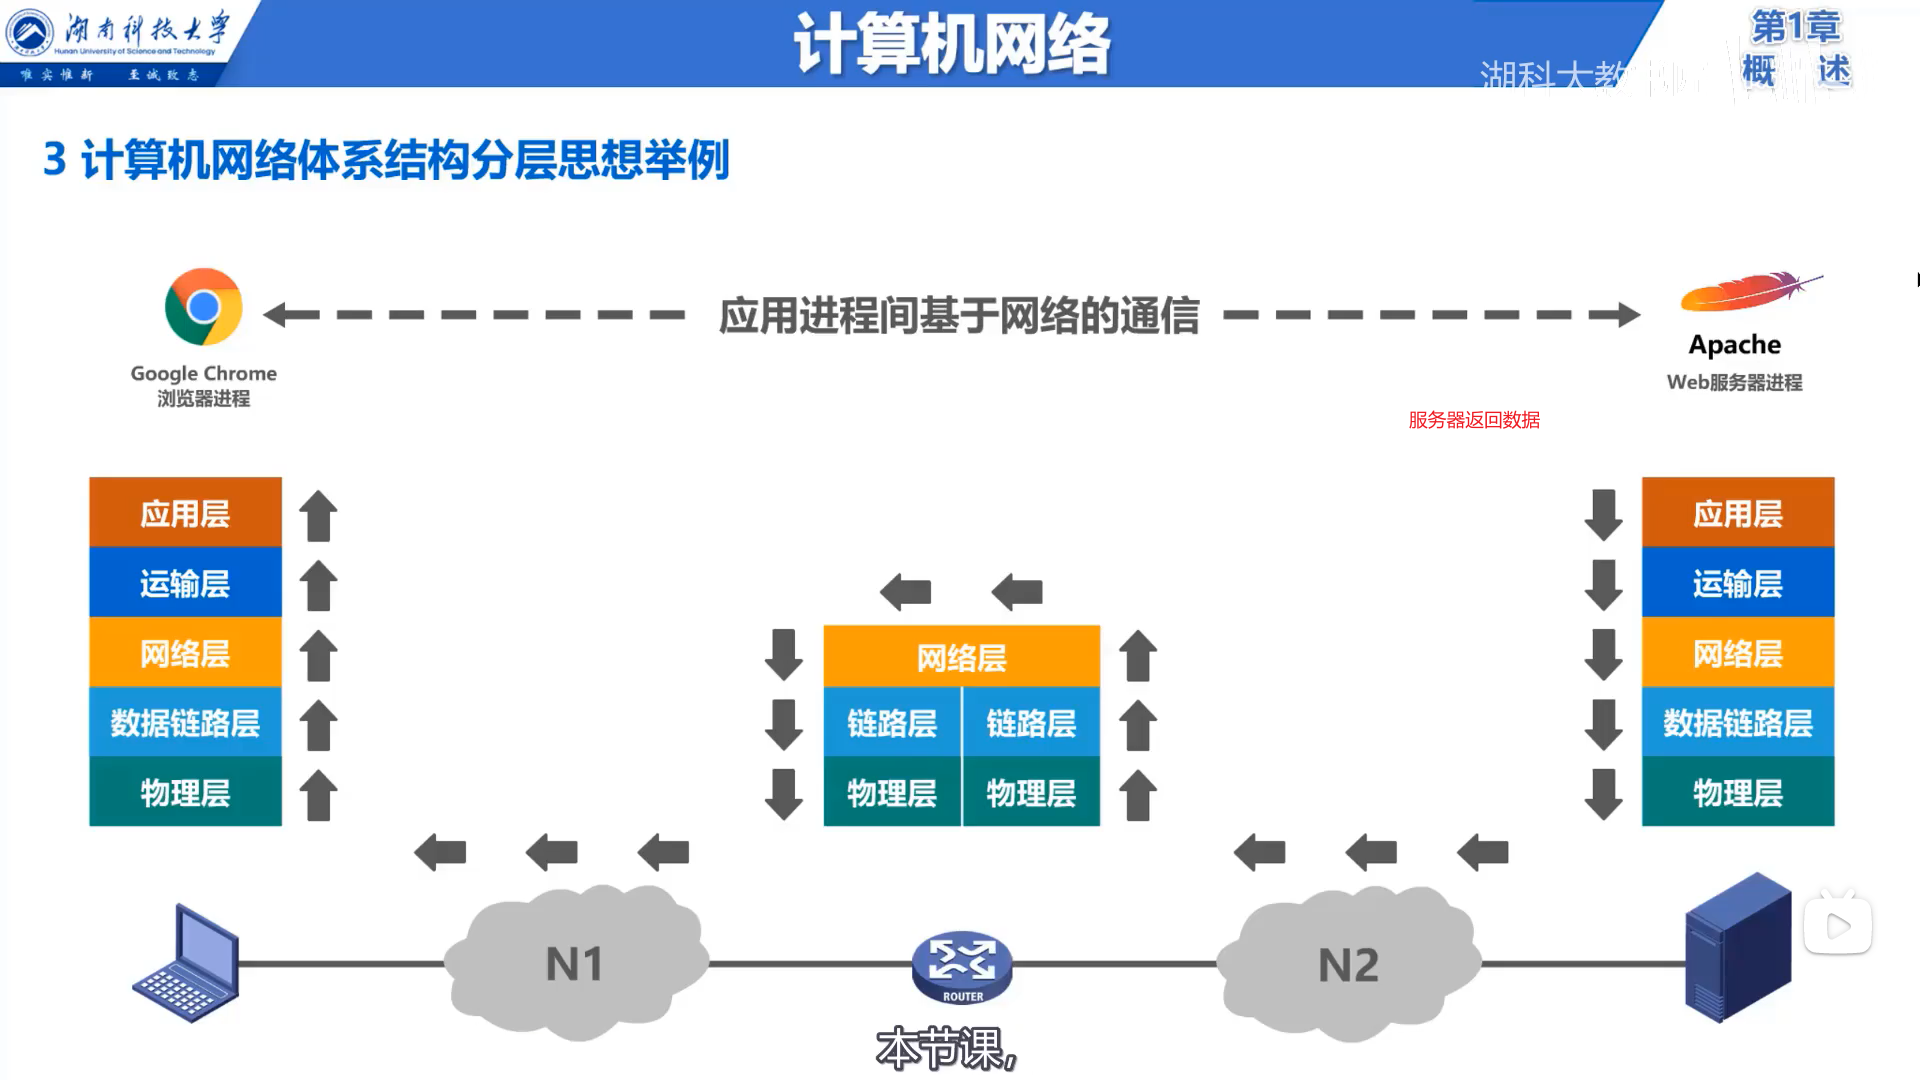 湖南科技大学
Hunan University of Science and Technology
唯实惟新 至诚致志
计算机网络
第1章
概 述
湖科大教
3 计算机网络体系结构分层思想举例
应用进程间基于网络的通信
Google Chrome
浏览器进程
Apache
Web服务器进程
服务器返回数据
应用层
运输层
网络层
数据链路层
物理层
网络层
链路层 链路层
物理层 物理层
应用层
运输层
网络层
数据链路层
物理层
N1
ROUTER
N2
本节课,